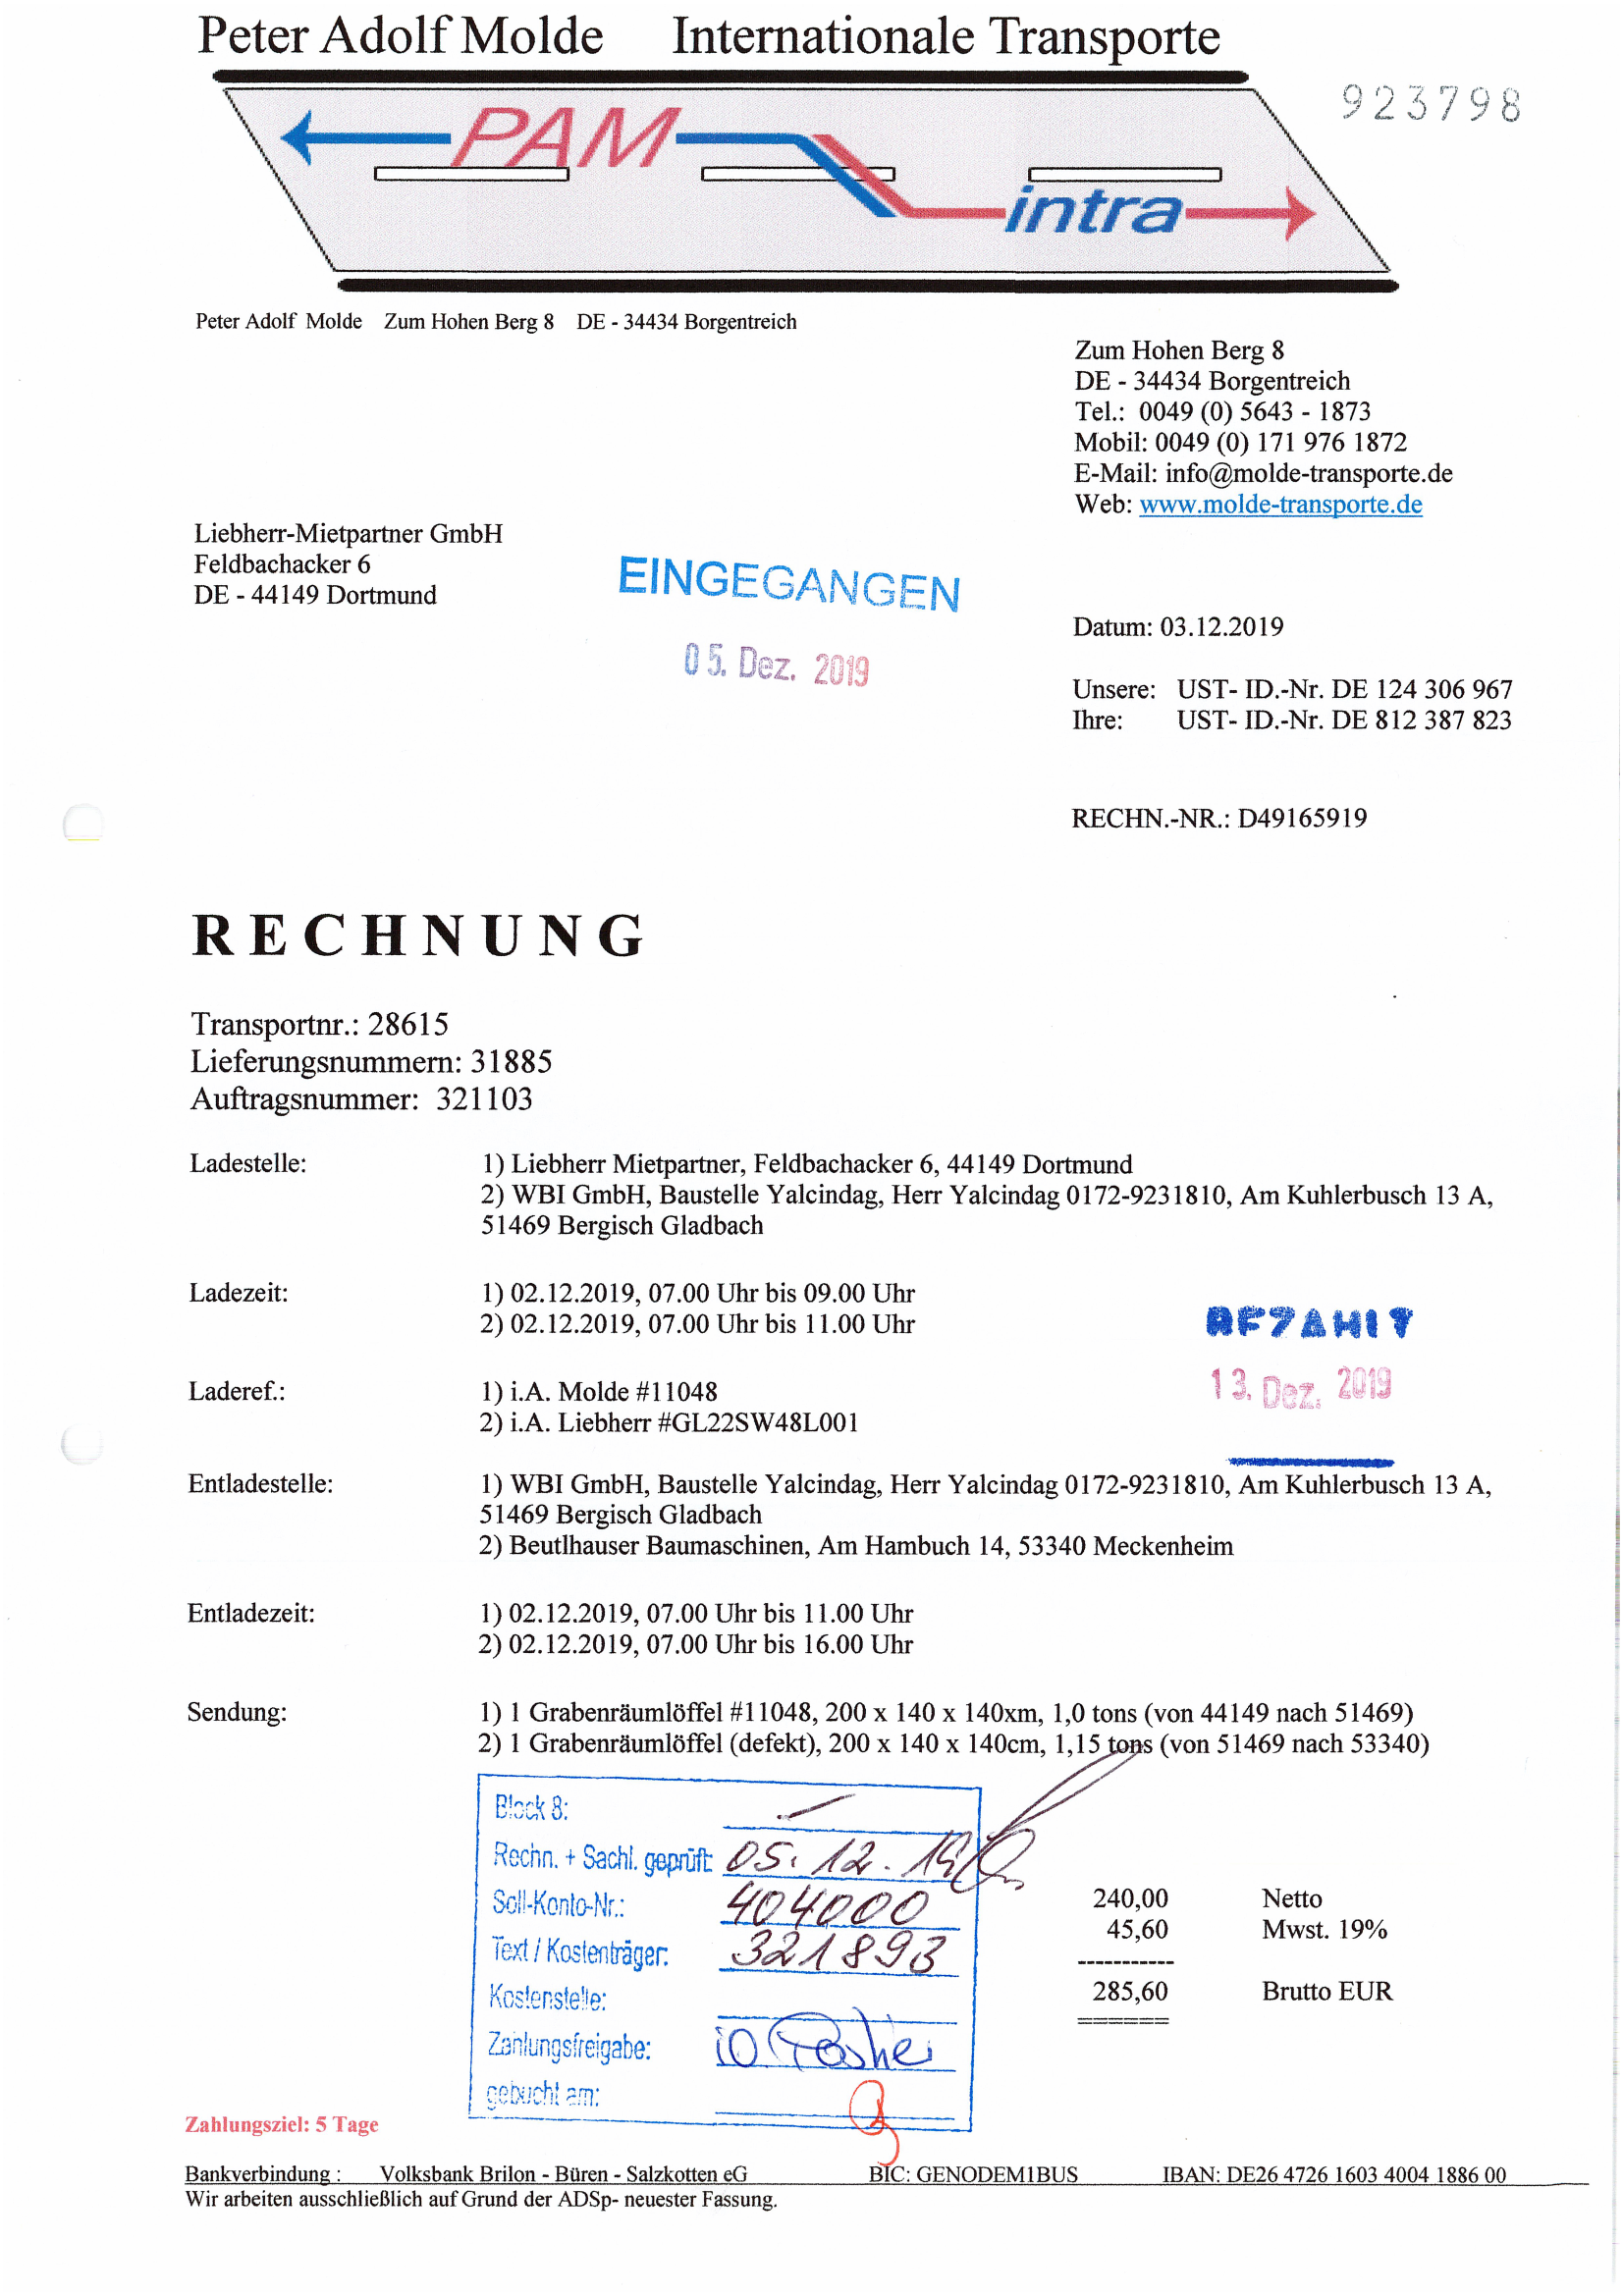 Peter Adolf Molde Internationale Transporte
923798
PAM
intra
Peter Adolf Molde Zum Hohen Berg 8 DE - 34434 Borgentreich
Zum Hohen Berg 8
DE - 34434 Borgentreich
Tel.: 0049 (0) 5643 - 1873
Mobil: 0049 (0) 171 976 1872
E-Mail: info@molde-transporte.de
Web: www.molde-transporte.de
Liebherr-Mietpartner GmbH
Feldbachacker 6
DE - 44149 Dortmund
EINGEGANGEN
05. Dez. 2019
Datum: 03.12.2019
Unsere: UST- ID.-Nr. DE 124 306 967
Ihre: UST- ID.-Nr. DE 812 387 823
RECHN.-NR.: D49165919
RECHNUNG
Transportnr.: 28615
Lieferungsnummern: 31885
Auftragsnummer: 321103
Ladestelle: 1) Liebherr Mietpartner, Feldbachacker 6, 44149 Dortmund
2) WBI GmbH, Baustelle Yalcindag, Herr Yalcindag 0172-9231810, Am Kuhlerbusch 13 A,
51469 Bergisch Gladbach
Ladezeit: 1) 02.12.2019, 07.00 Uhr bis 09.00 Uhr
2) 02.12.2019, 07.00 Uhr bis 11.00 Uhr
BEZAHLT
13. Dez. 2019
Laderef.: 1) i.A. Molde #11048
2) i.A. Liebherr #GL22SW48L001
Entladestelle: 1) WBI GmbH, Baustelle Yalcindag, Herr Yalcindag 0172-9231810, Am Kuhlerbusch 13 A,
51469 Bergisch Gladbach
2) Beutlhauser Baumaschinen, Am Hambuch 14, 53340 Meckenheim
Entladezeit: 1) 02.12.2019, 07.00 Uhr bis 11.00 Uhr
2) 02.12.2019, 07.00 Uhr bis 16.00 Uhr
Sendung: 1) 1 Grabenräumlöffel #11048, 200 x 140 x 140xm, 1,0 tons (von 44149 nach 51469)
2) 1 Grabenräumlöffel (defekt), 200 x 140 x 140cm, 1,15 tons (von 51469 nach 53340)
Block 8:
Rechn. + Sachl. geprüft: 05.12.19
Soll-Konto-Nr.: 404000
Text / Kostenträger: 321893
Kostenstelle:
Zahlungsfreigabe: iO
gebucht am:
240,00 Netto
45,60 Mwst. 19%
-----------
285,60 Brutto EUR
======
Zahlungsziel: 5 Tage
Bankverbindung : Volksbank Brilon - Büren - Salzkotten eG BIC: GENODEM1BUS IBAN: DE26 4726 1603 4004 1886 00
Wir arbeiten ausschließlich auf Grund der ADSp- neuester Fassung.